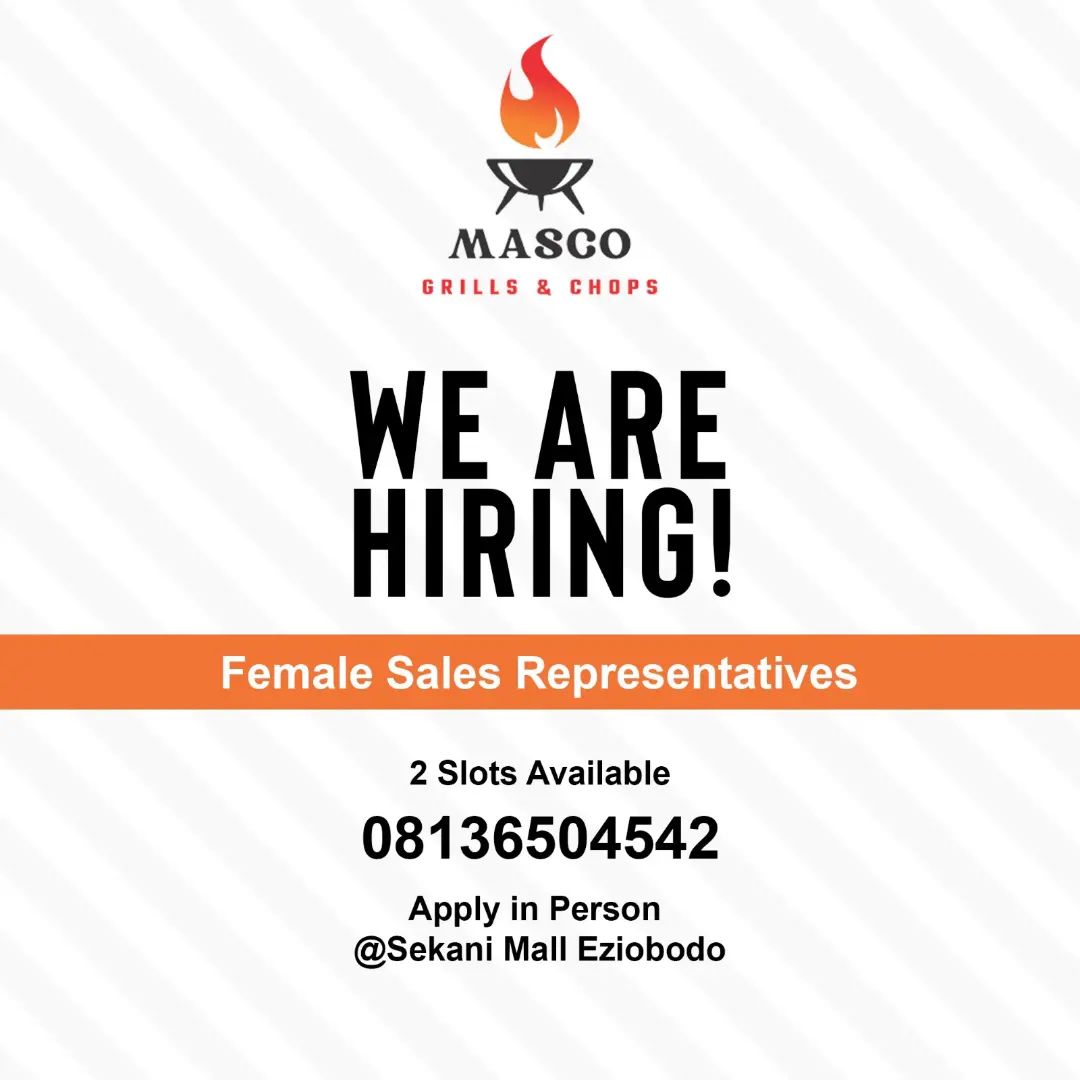 MASCO
GRILLS & CHOPS
WE ARE
HIRING!
Female Sales Representatives
2 Slots Available
08136504542
Apply in Person
@Sekani Mall Eziobodo